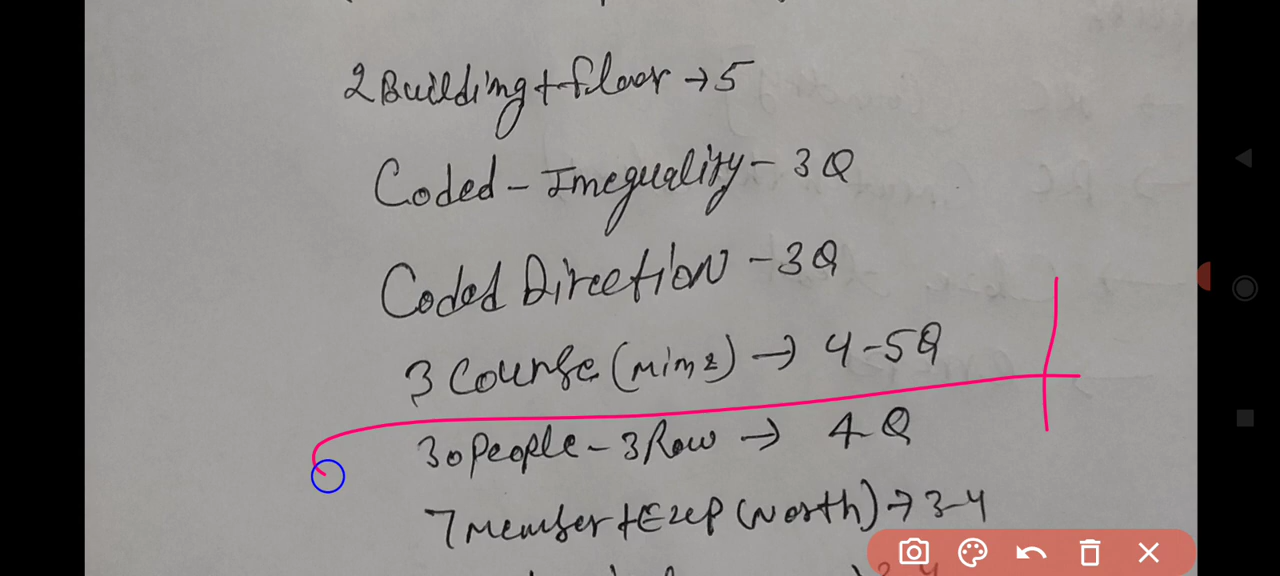 2 Building + floor → 5
Coded - Inequality - 3Q
Coded Direction - 3Q
3 Course (min 2) → 4-5Q
30 People - 3 Row → 4Q
7 Member + (North) → 3-4